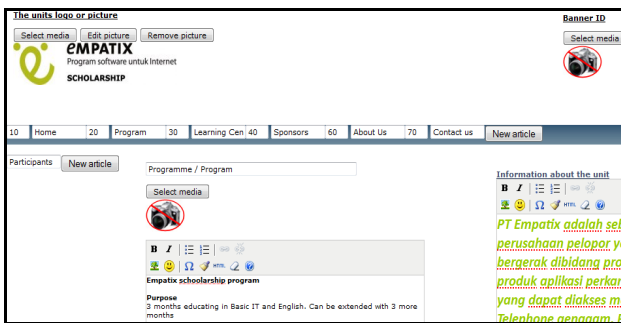 The units logo or picture
Banner ID
Select media Edit picture Remove picture
Select media
empatix
Program software untuk Internet
SCHOLARSHIP
10 Home 20 Program 30 Learning Cen 40 Sponsors 60 About Us 70 Contact us New article
Participants New article
Programme / Program
Select media
Information about the unit
B I
HTML
B I
HTML
PT Empatix adalah seb
perusahaan pelopor y
bergerak dibidang pro
produk aplikasi perkan
yang dapat diakses m
Empatix schoolarship program
Purpose
3 months educating in Basic IT and English. Can be extended with 3 more
months